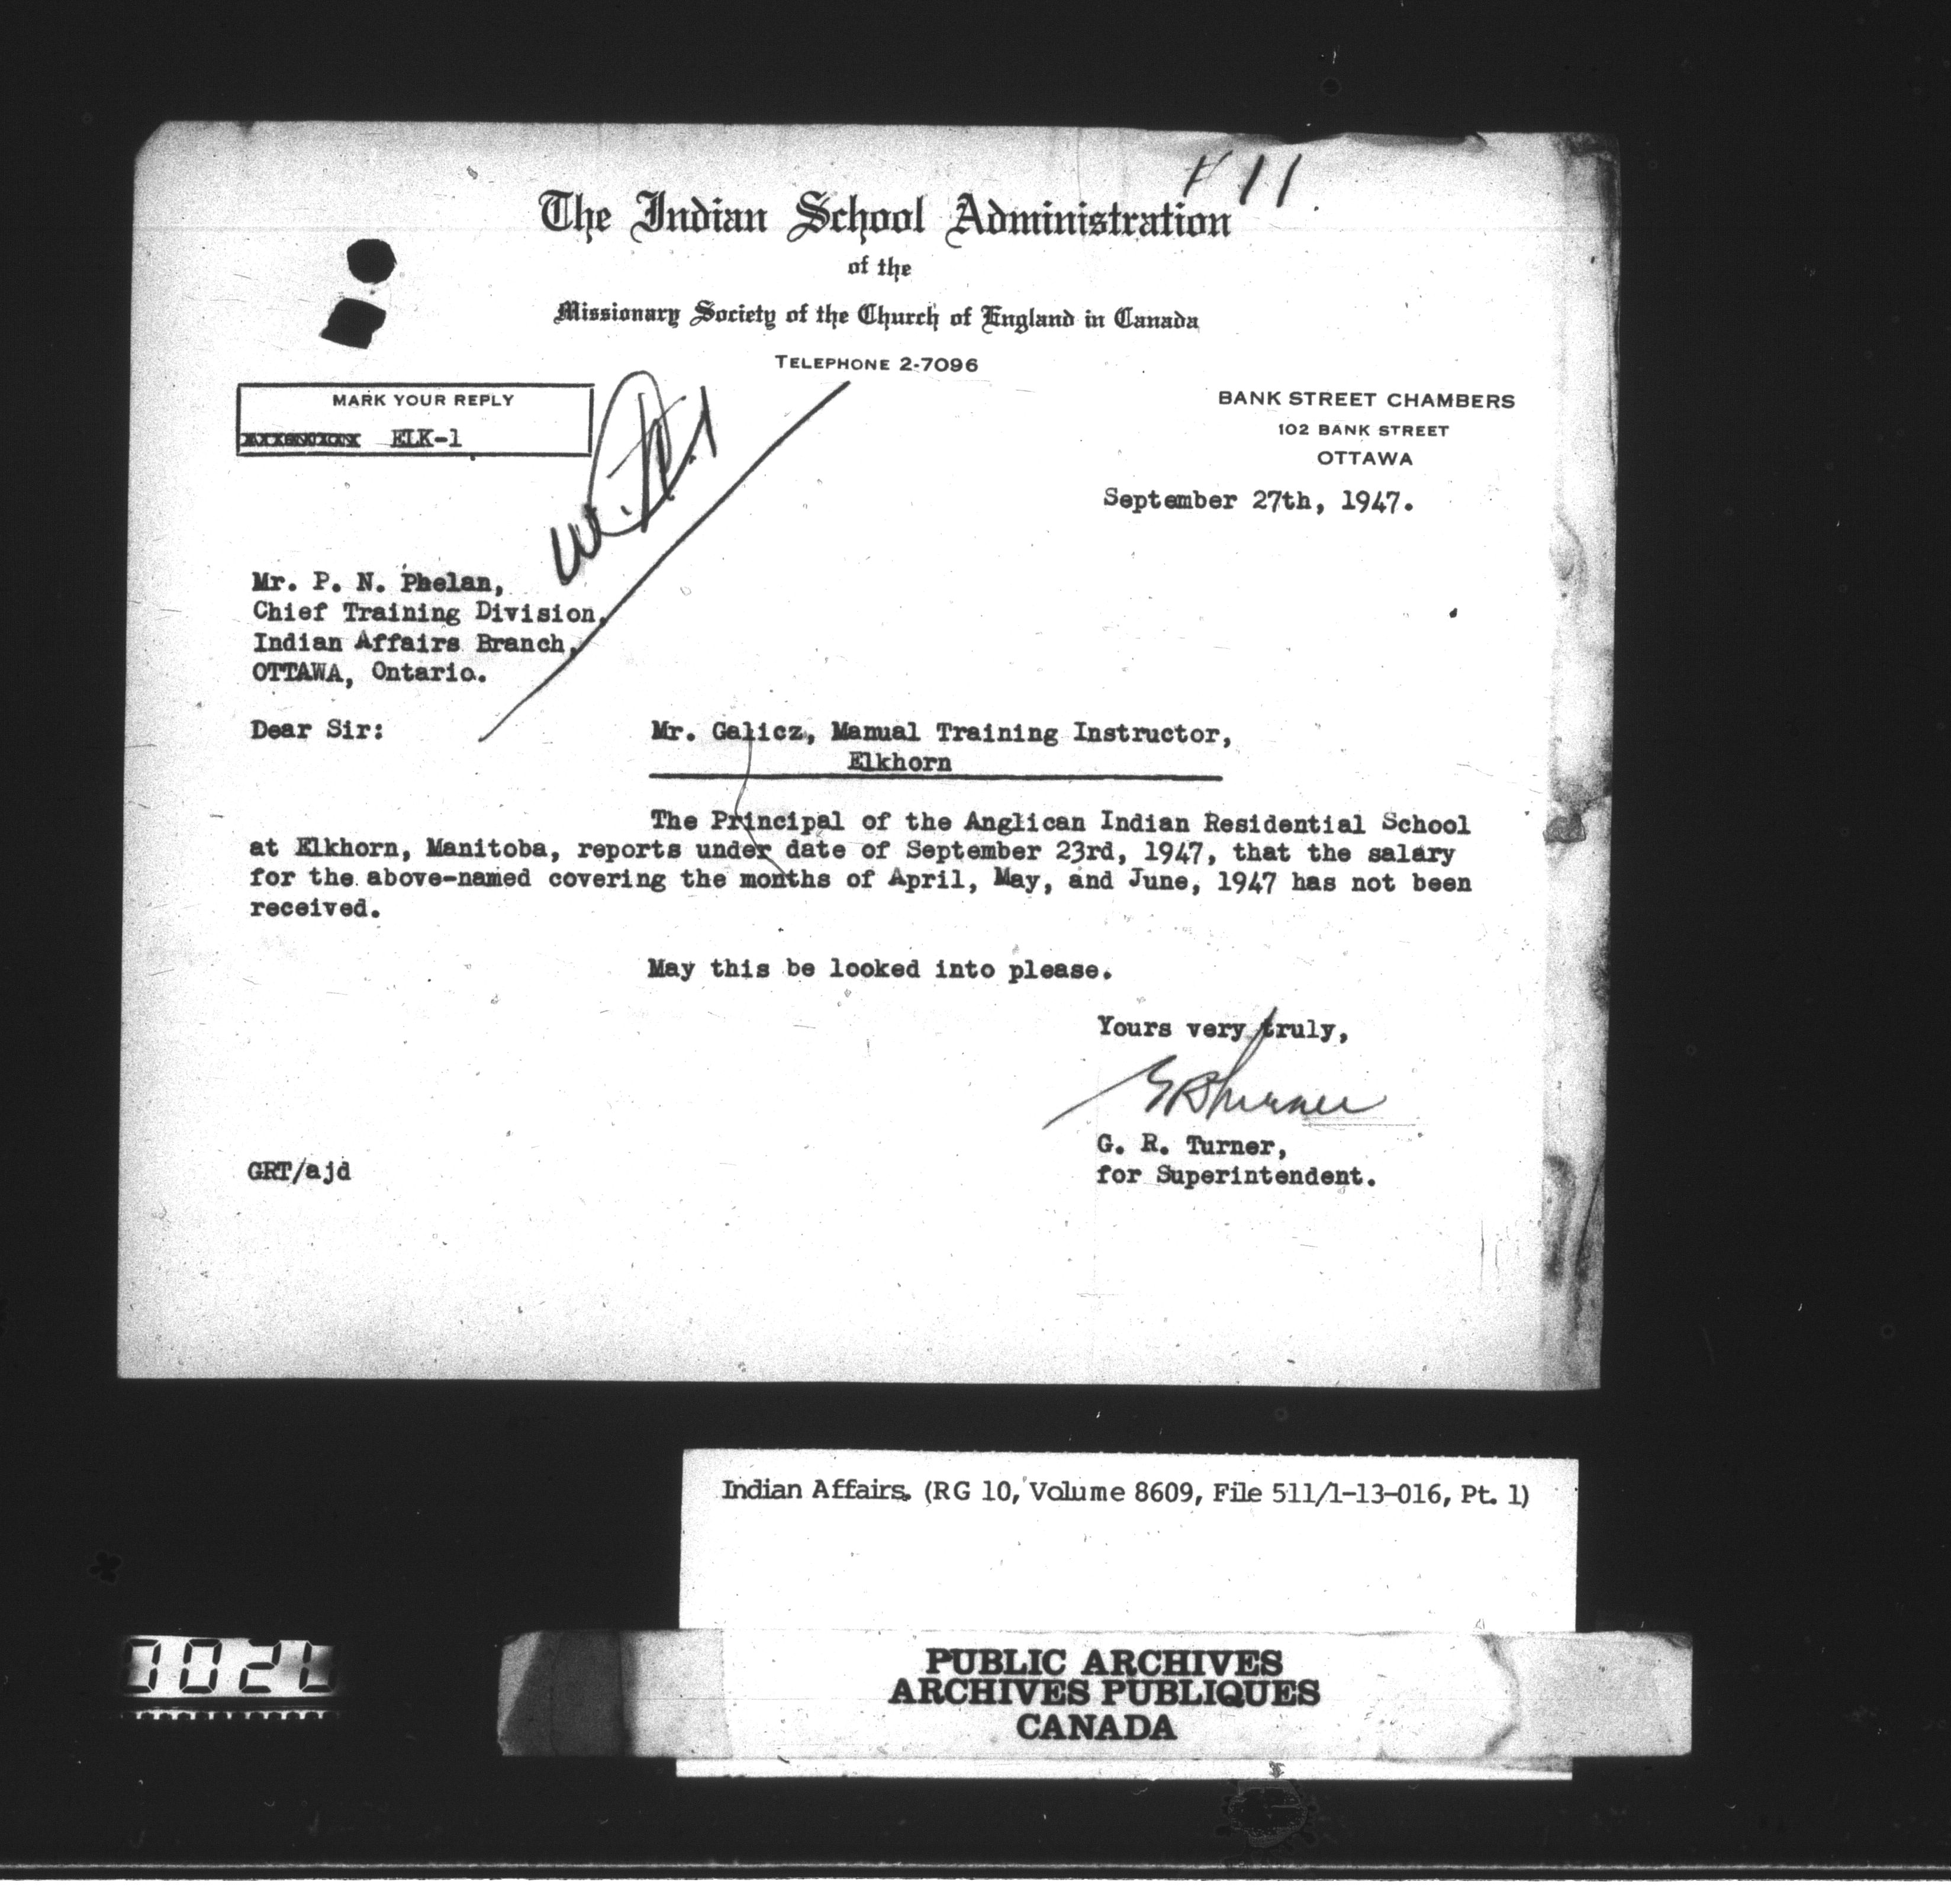 # 11
The Indian School Administration
of the
Missionary Society of the Church of England in Canada
TELEPHONE 2-7096
MARK YOUR REPLY
ELK-1
BANK STREET CHAMBERS
102 BANK STREET
OTTAWA
September 27th, 1947.
Mr. P. N. Phelan,
Chief Training Division,
Indian Affairs Branch,
OTTAWA, Ontario.
Dear Sir:
Mr. Galicz, Manual Training Instructor,
Elkhorn
The Principal of the Anglican Indian Residential School
at Elkhorn, Manitoba, reports under date of September 23rd, 1947, that the salary
for the above-named covering the months of April, May, and June, 1947 has not been
received.
May this be looked into please.
Yours very truly,
GRTurner
G. R. Turner,
for Superintendent.
GRT/ajd
Indian Affairs. (RG 10, Volume 8609, File 511/1-13-016, Pt. 1)
PUBLIC ARCHIVES
ARCHIVES PUBLIQUES
CANADA